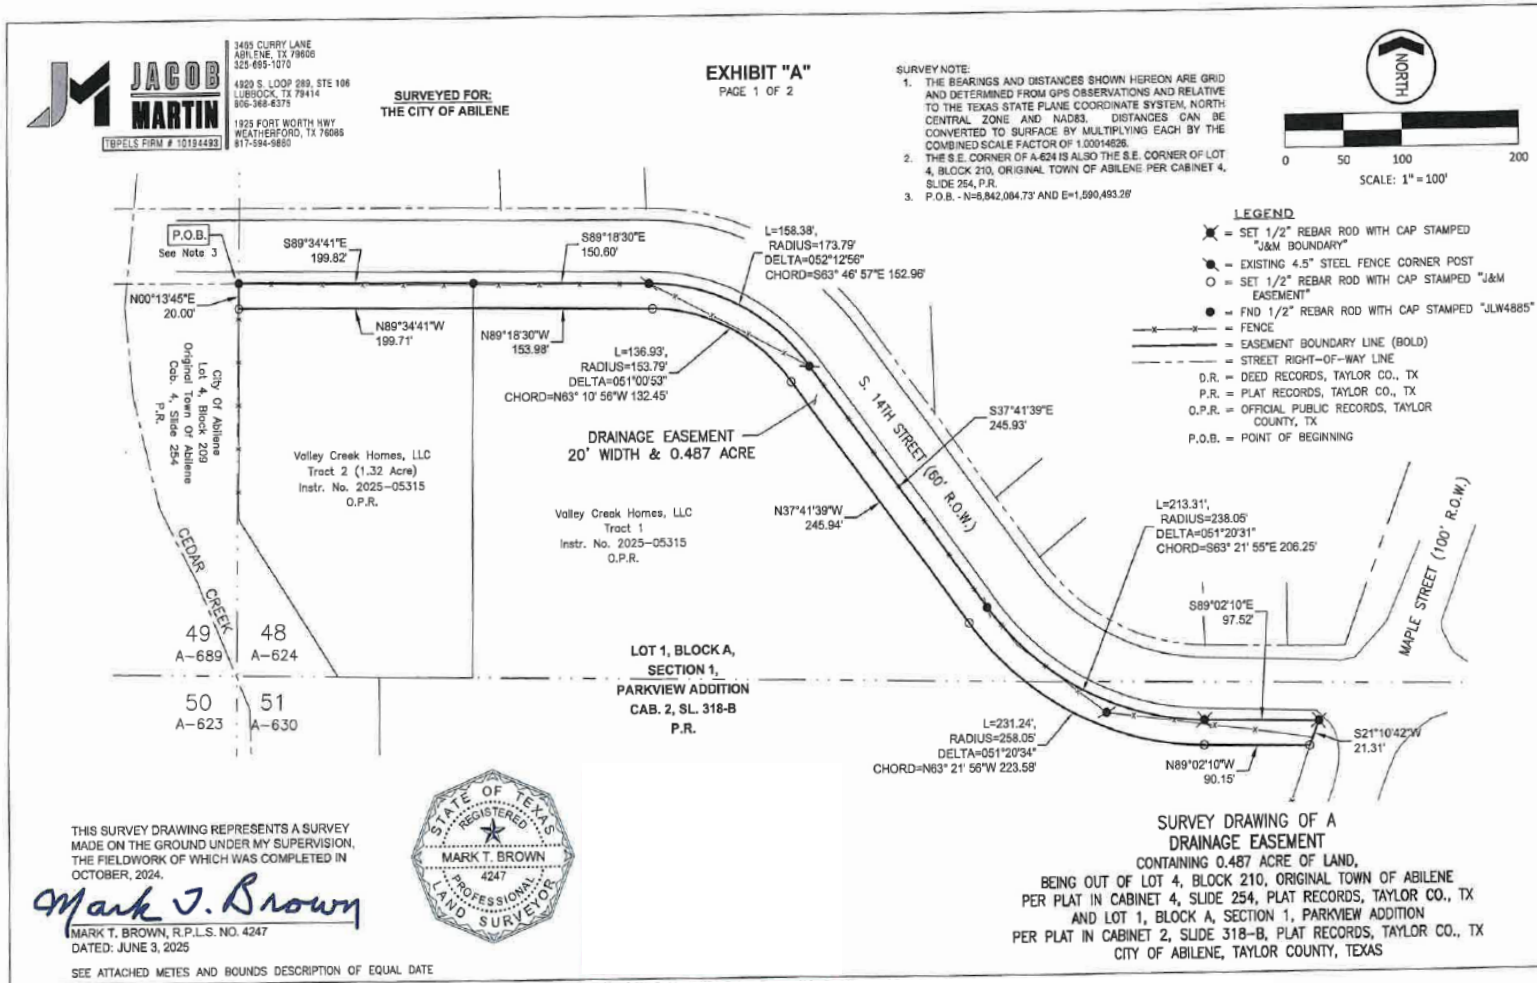 JM
JACOB
MARTIN
TBPELS FIRM # 10194493
3465 CURRY LANE
ABILENE, TX 79606
325-695-1070
4920 S. LOOP 289, STE 106
LUBBOCK, TX 79414
806-368-6375
1925 FORT WORTH HWY
WEATHERFORD, TX 76086
817-594-9880
SURVEYED FOR:
THE CITY OF ABILENE
EXHIBIT "A"
PAGE 1 OF 2
SURVEY NOTE:
1. THE BEARINGS AND DISTANCES SHOWN HEREON ARE GRID
AND DETERMINED FROM GPS OBSERVATIONS AND RELATIVE
TO THE TEXAS STATE PLANE COORDINATE SYSTEM, NORTH
CENTRAL ZONE AND NAD83. DISTANCES CAN BE
CONVERTED TO SURFACE BY MULTIPLYING EACH BY THE
COMBINED SCALE FACTOR OF 1.00014626.
2. THE S.E. CORNER OF A-624 IS ALSO THE S.E. CORNER OF LOT
4, BLOCK 210, ORIGINAL TOWN OF ABILENE PER CABINET 4,
SLIDE 254, P.R.
3. P.O.B. - N=6,842,084.73' AND E=1,590,493.26'
NORTH
0 50 100 200
SCALE: 1" = 100'
LEGEND
= SET 1/2" REBAR ROD WITH CAP STAMPED
"J&M BOUNDARY"
= EXISTING 4.5" STEEL FENCE CORNER POST
= SET 1/2" REBAR ROD WITH CAP STAMPED "J&M
EASEMENT"
= FND 1/2" REBAR ROD WITH CAP STAMPED "JLW4885"
= FENCE
= EASEMENT BOUNDARY LINE (BOLD)
= STREET RIGHT-OF-WAY LINE
D.R. = DEED RECORDS, TAYLOR CO., TX
P.R. = PLAT RECORDS, TAYLOR CO., TX
O.P.R. = OFFICIAL PUBLIC RECORDS, TAYLOR
COUNTY, TX
P.O.B. = POINT OF BEGINNING
P.O.B.
See Note 3
S89°34'41"E
199.82'
S89°18'30"E
150.60'
L=158.38',
RADIUS=173.79'
DELTA=052°12'56"
CHORD=S63° 46' 57"E 152.96'
N00°13'45"E
20.00'
N89°34'41"W
199.71'
N89°18'30"W
153.98'
L=136.93',
RADIUS=153.79'
DELTA=051°00'53"
CHORD=N63° 10' 56"W 132.45'
City Of Abilene
Lot 4, Block 209
Original Town Of Abilene
Cab. 4, Slide 254
P.R.
DRAINAGE EASEMENT
20' WIDTH & 0.487 ACRE
S. 14TH STREET (60' R.O.W.)
S37°41'39"E
245.93'
Valley Creek Homes, LLC
Tract 2 (1.32 Acre)
Instr. No. 2025-05315
O.P.R.
Valley Creek Homes, LLC
Tract 1
Instr. No. 2025-05315
O.P.R.
N37°41'39"W
245.94'
L=213.31',
RADIUS=238.05'
DELTA=051°20'31"
CHORD=S63° 21' 55"E 206.25'
MAPLE STREET (100' R.O.W.)
CEDAR CREEK
S89°02'10"E
97.52'
49
A-689
48
A-624
50
A-623
51
A-630
LOT 1, BLOCK A,
SECTION 1,
PARKVIEW ADDITION
CAB. 2, SL. 318-B
P.R.
L=231.24',
RADIUS=258.05'
DELTA=051°20'34"
CHORD=N63° 21' 56"W 223.58'
S21°10'42"W
21.31'
N89°02'10"W
90.15'
THIS SURVEY DRAWING REPRESENTS A SURVEY
MADE ON THE GROUND UNDER MY SUPERVISION,
THE FIELDWORK OF WHICH WAS COMPLETED IN
OCTOBER, 2024.
Mark T. Brown
MARK T. BROWN, R.P.L.S. NO. 4247
DATED: JUNE 3, 2025
SEE ATTACHED METES AND BOUNDS DESCRIPTION OF EQUAL DATE
STATE OF TEXAS
REGISTERED
MARK T. BROWN
4247
PROFESSIONAL
LAND SURVEYOR
SURVEY DRAWING OF A
DRAINAGE EASEMENT
CONTAINING 0.487 ACRE OF LAND,
BEING OUT OF LOT 4, BLOCK 210, ORIGINAL TOWN OF ABILENE
PER PLAT IN CABINET 4, SLIDE 254, PLAT RECORDS, TAYLOR CO., TX
AND LOT 1, BLOCK A, SECTION 1, PARKVIEW ADDITION
PER PLAT IN CABINET 2, SLIDE 318-B, PLAT RECORDS, TAYLOR CO., TX
CITY OF ABILENE, TAYLOR COUNTY, TEXAS